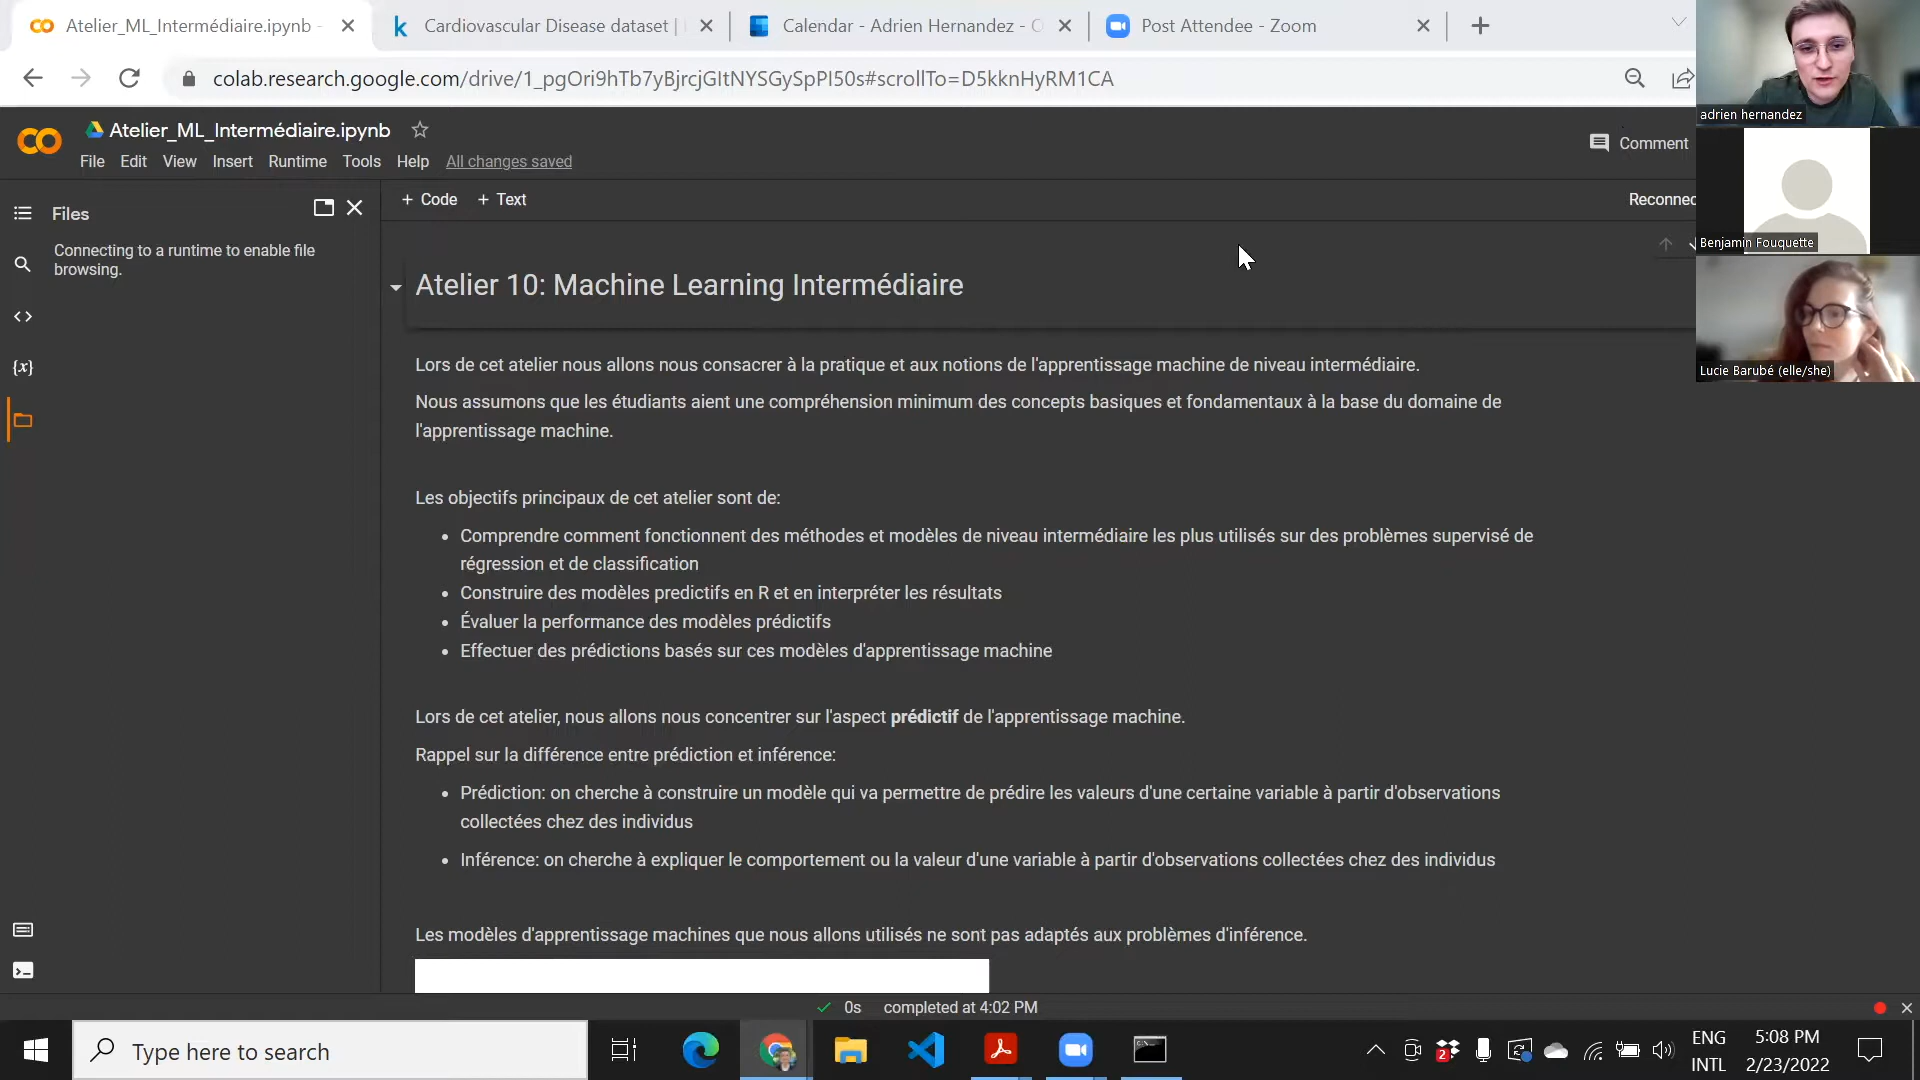 Atelier_ML_Intermédiaire.ipynb -
Cardiovascular Disease dataset |
Calendar - Adrien Hernandez - O
Post Attendee - Zoom
colab.research.google.com/drive/1_pgOri9hTb7yBjrcjGItNYSGySpPI50s#scrollTo=D5kknHyRM1CA
adrien hernandez
Atelier_ML_Intermédiaire.ipynb
Comment
File Edit View Insert Runtime Tools Help All changes saved
+ Code + Text
Reconnec
Files
Connecting to a runtime to enable file
browsing.
Benjamin Fouquette
Atelier 10: Machine Learning Intermédiaire
Lucie Barubé (elle/she)
Lors de cet atelier nous allons nous consacrer à la pratique et aux notions de l'apprentissage machine de niveau intermédiaire.
Nous assumons que les étudiants aient une compréhension minimum des concepts basiques et fondamentaux à la base du domaine de
l'apprentissage machine.
Les objectifs principaux de cet atelier sont de:
• Comprendre comment fonctionnent des méthodes et modèles de niveau intermédiaire les plus utilisés sur des problèmes supervisé de
régression et de classification
• Construire des modèles predictifs en R et en interpréter les résultats
• Évaluer la performance des modèles prédictifs
• Effectuer des prédictions basés sur ces modèles d'apprentissage machine
Lors de cet atelier, nous allons nous concentrer sur l'aspect prédictif de l'apprentissage machine.
Rappel sur la différence entre prédiction et inférence:
• Prédiction: on cherche à construire un modèle qui va permettre de prédire les valeurs d'une certaine variable à partir d'observations
collectées chez des individus
• Inférence: on cherche à expliquer le comportement ou la valeur d'une variable à partir d'observations collectées chez des individus
Les modèles d'apprentissage machines que nous allons utilisés ne sont pas adaptés aux problèmes d'inférence.
0s completed at 4:02 PM
Type here to search
2
ENG
INTL
5:08 PM
2/23/2022